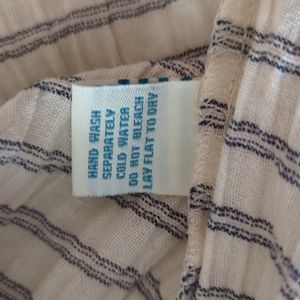 HAND WASH
SEPARATELY
COLD WATER
DO NOT BLEACH
LAY FLAT TO DRY